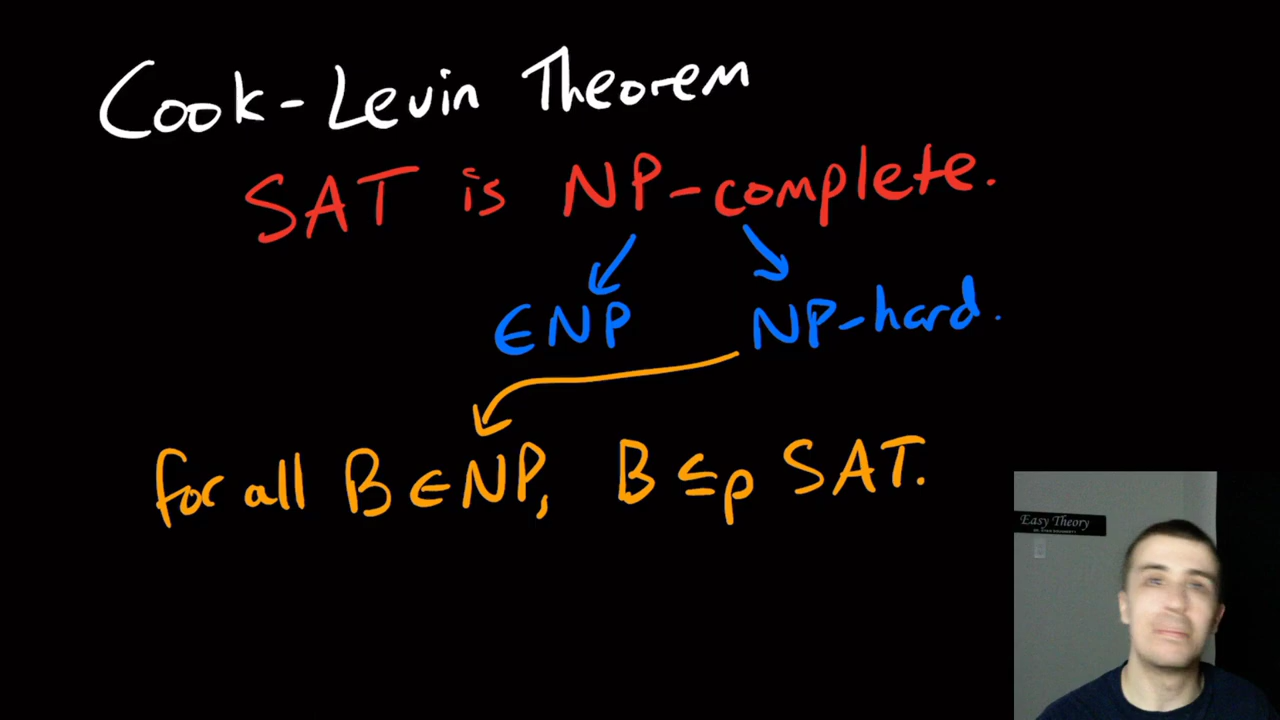 Cook-Levin Theorem
SAT is NP-complete.
∈NP NP-hard.
for all B∈NP, B ≤p SAT.
Easy Theory